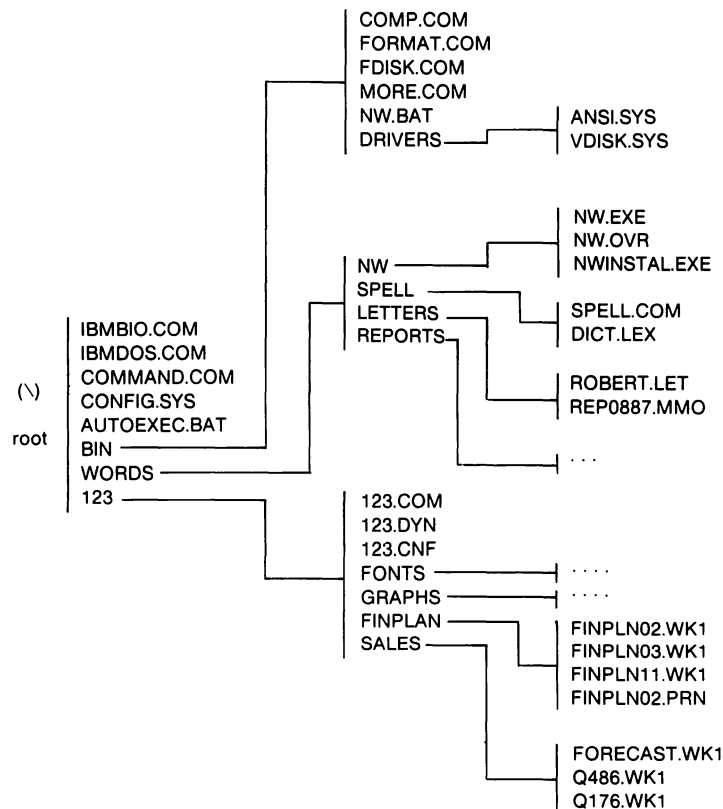 COMP.COM
FORMAT.COM
FDISK.COM
MORE.COM
NW.BAT
DRIVERS
ANSI.SYS
VDISK.SYS
NW
SPELL
LETTERS
REPORTS
NW.EXE
NW.OVR
NWINSTAL.EXE
SPELL.COM
DICT.LEX
ROBERT.LET
REP0887.MMO
. . .
(\)
root
IBMBIO.COM
IBMDOS.COM
COMMAND.COM
CONFIG.SYS
AUTOEXEC.BAT
BIN
WORDS
123
123.COM
123.DYN
123.CNF
FONTS
GRAPHS
FINPLAN
SALES
. . . .
. . . .
FINPLN02.WK1
FINPLN03.WK1
FINPLN11.WK1
FINPLN02.PRN
FORECAST.WK1
Q486.WK1
Q176.WK1